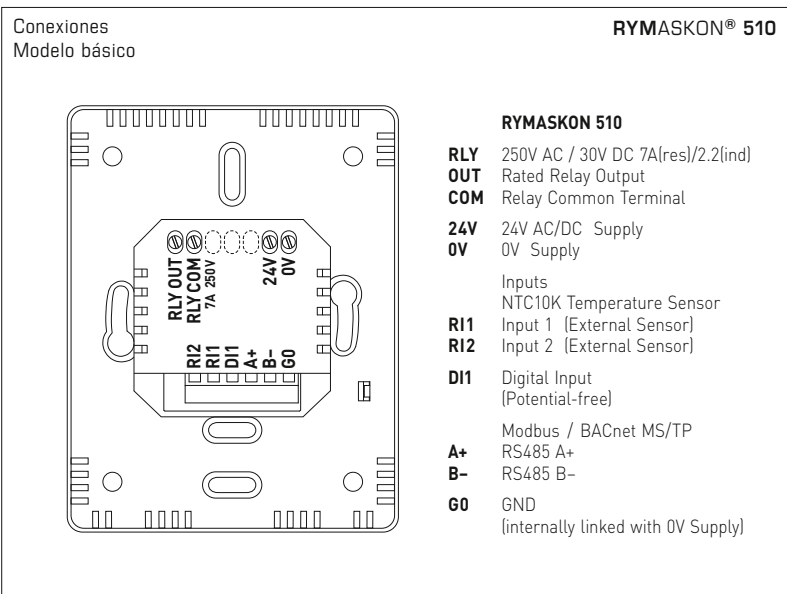 Conexiones
Modelo básico
RYMASKON® 510
RLY OUT
RLY COM
7A 250V
24V
0V
RI2
RI1
DI1
A+
B–
G0
RYMASKON 510
RLY 250V AC / 30V DC 7A(res)/2.2(ind)
OUT Rated Relay Output
COM Relay Common Terminal
24V 24V AC/DC Supply
0V 0V Supply
Inputs
NTC10K Temperature Sensor
RI1 Input 1 (External Sensor)
RI2 Input 2 (External Sensor)
DI1 Digital Input
(Potential-free)
Modbus / BACnet MS/TP
A+ RS485 A+
B– RS485 B–
G0 GND
(internally linked with 0V Supply)